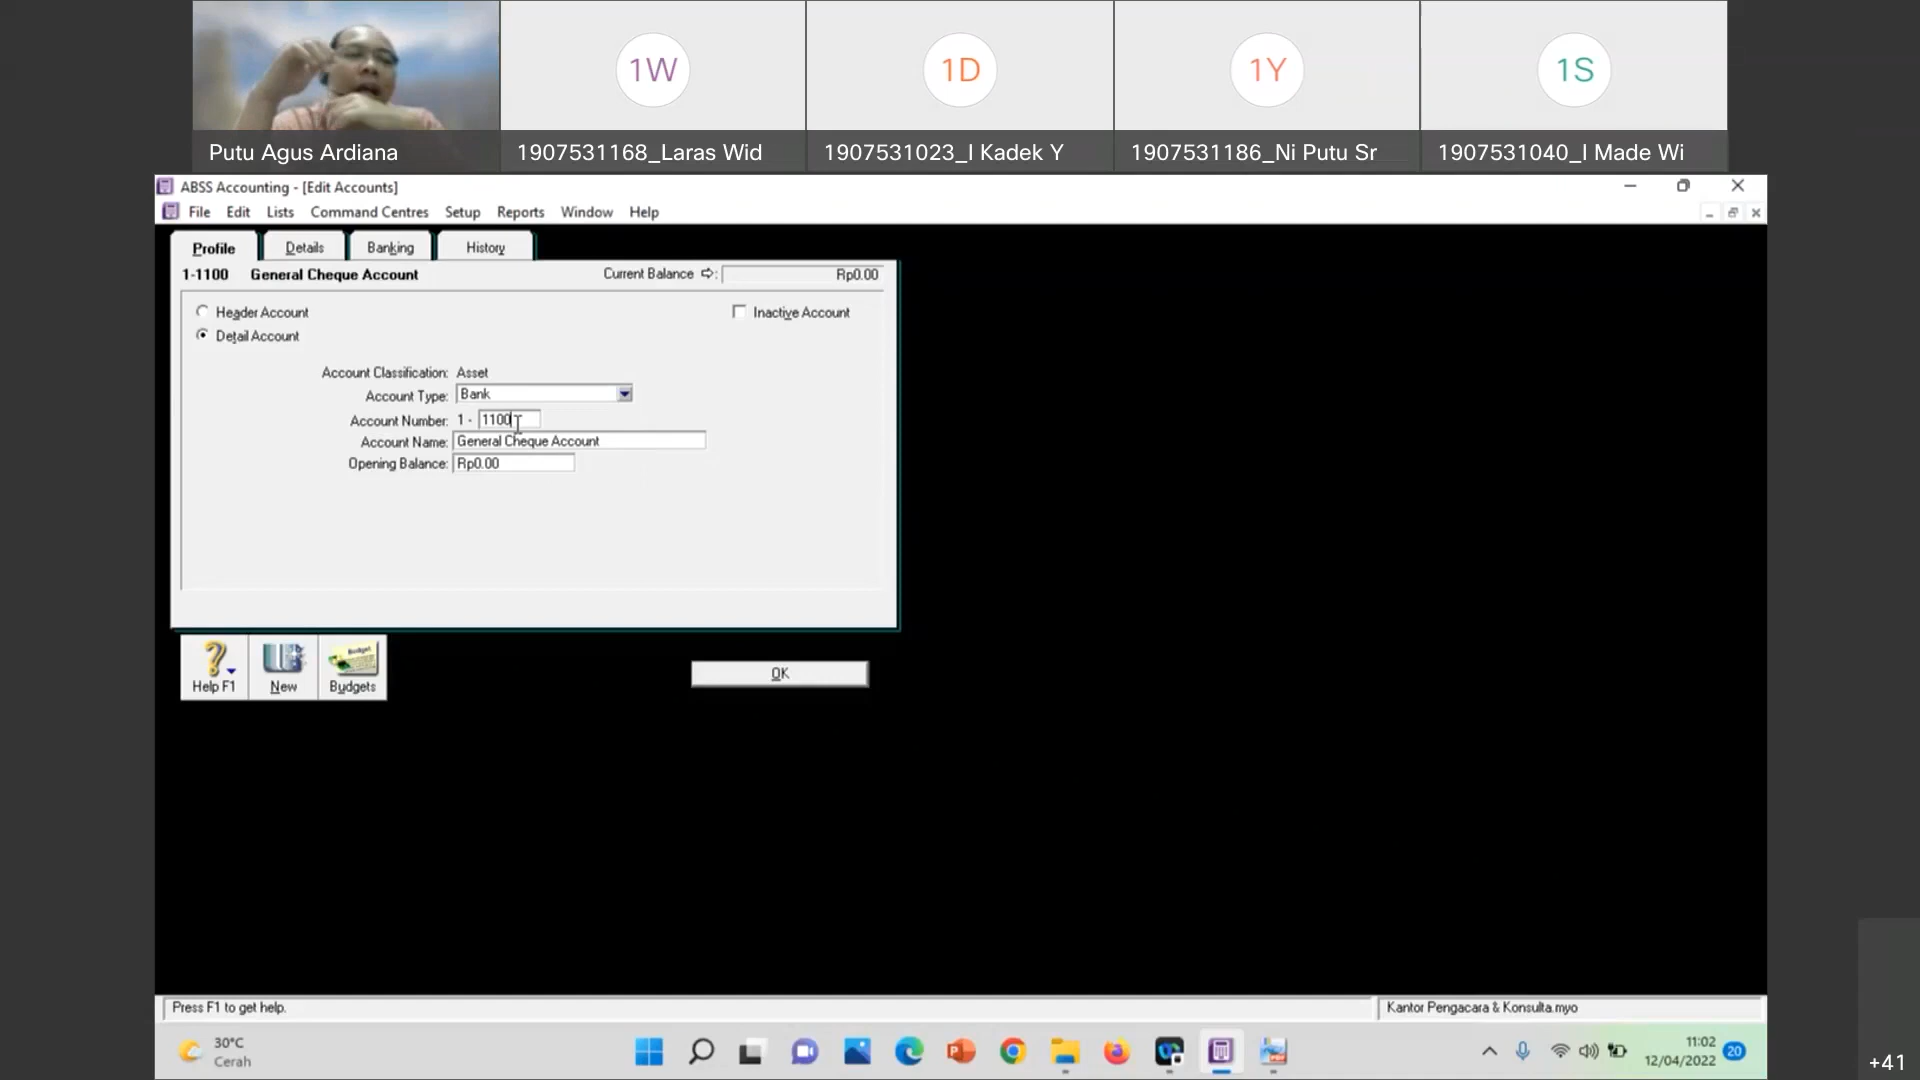 1W
1D
1Y
1S
Putu Agus Ardiana
1907531168_Laras Wid
1907531023_I Kadek Y
1907531186_Ni Putu Sr
1907531040_I Made Wi
ABSS Accounting - [Edit Accounts]
File Edit Lists Command Centres Setup Reports Window Help
Profile Details Banking History
1-1100 General Cheque Account Current Balance : Rp0.00
Header Account Inactive Account
Detail Account
Account Classification: Asset
Account Type: Bank
Account Number: 1 - 1100
Account Name: General Cheque Account
Opening Balance: Rp0.00
Budget
Help F1 New Budgets
OK
Press F1 to get help. Kantor Pengacara & Konsulta.myo
30°C
Cerah
11:02
12/04/2022
20
+41